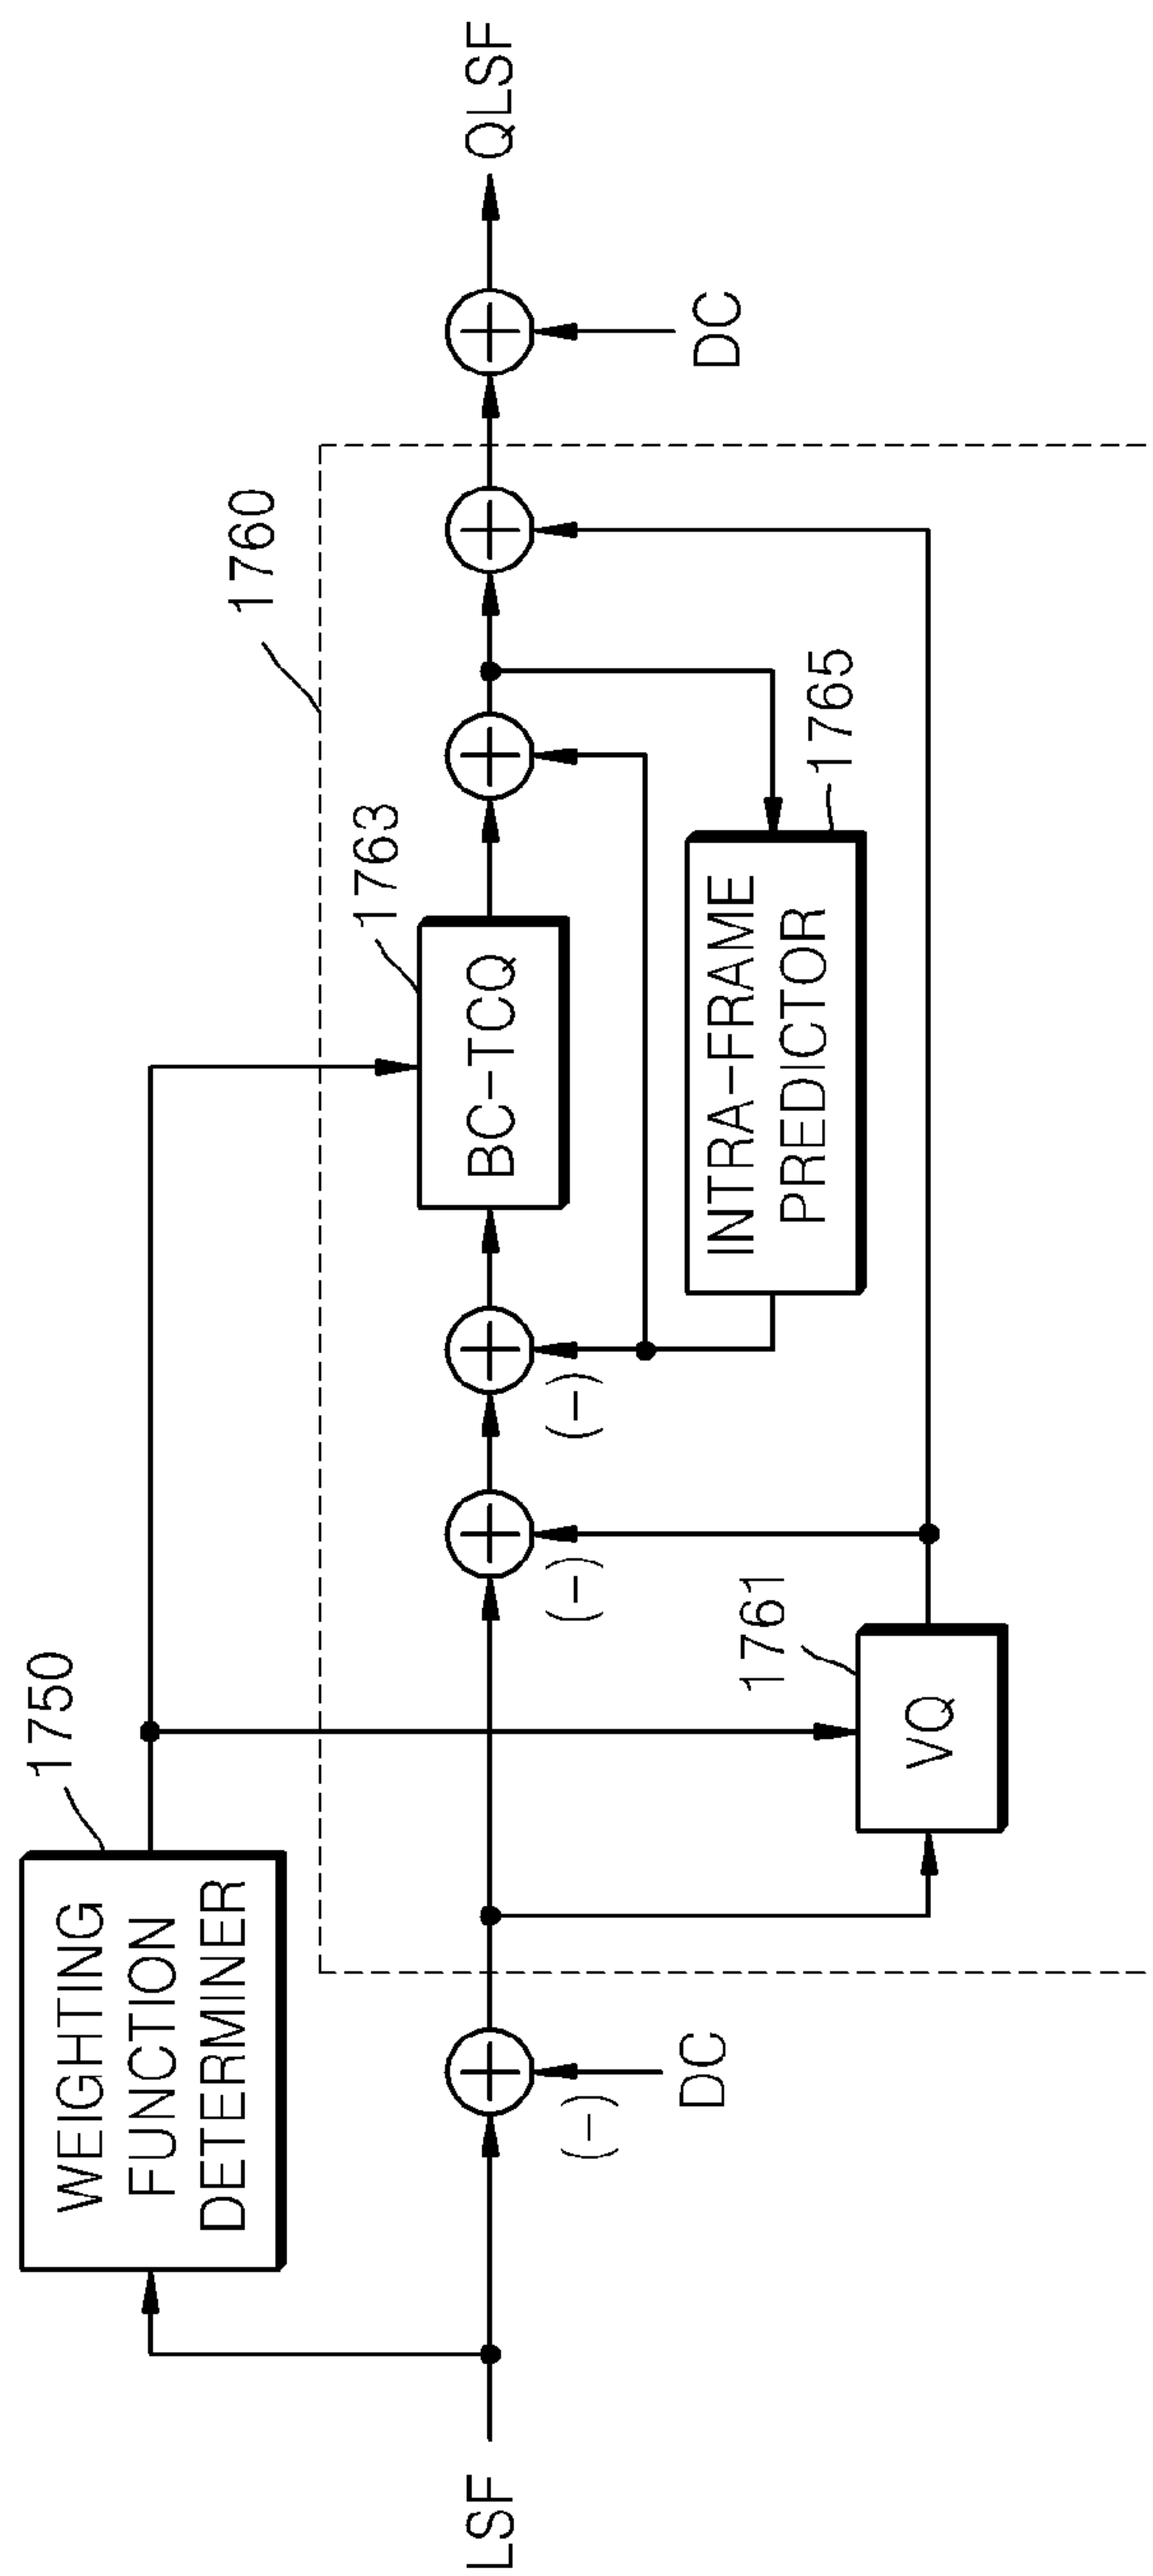 1750
WEIGHTING
FUNCTION
DETERMINER
1760
1763
BC-TCQ
LSF
QLSF
(-)
(-)
(-)
DC
DC
INTRA-FRAME
PREDICTOR
1765
1761
VQ